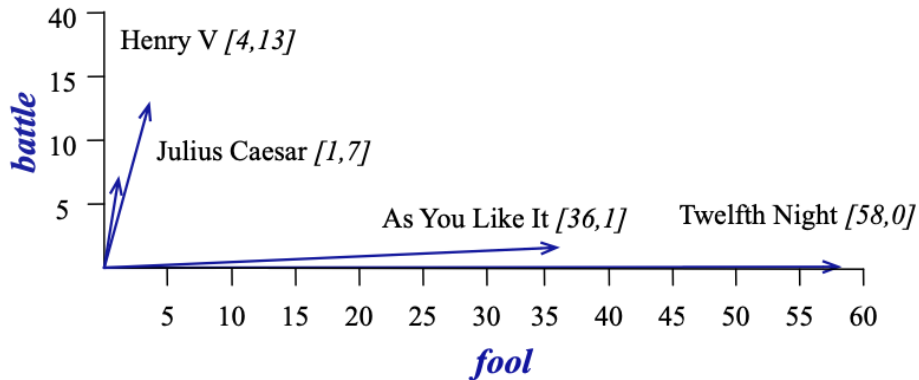 40
Henry V [4,13]
15
battle
10
Julius Caesar [1,7]
5
As You Like It [36,1]
Twelfth Night [58,0]
5 10 15 20 25 30 35 40 45 50 55 60
fool